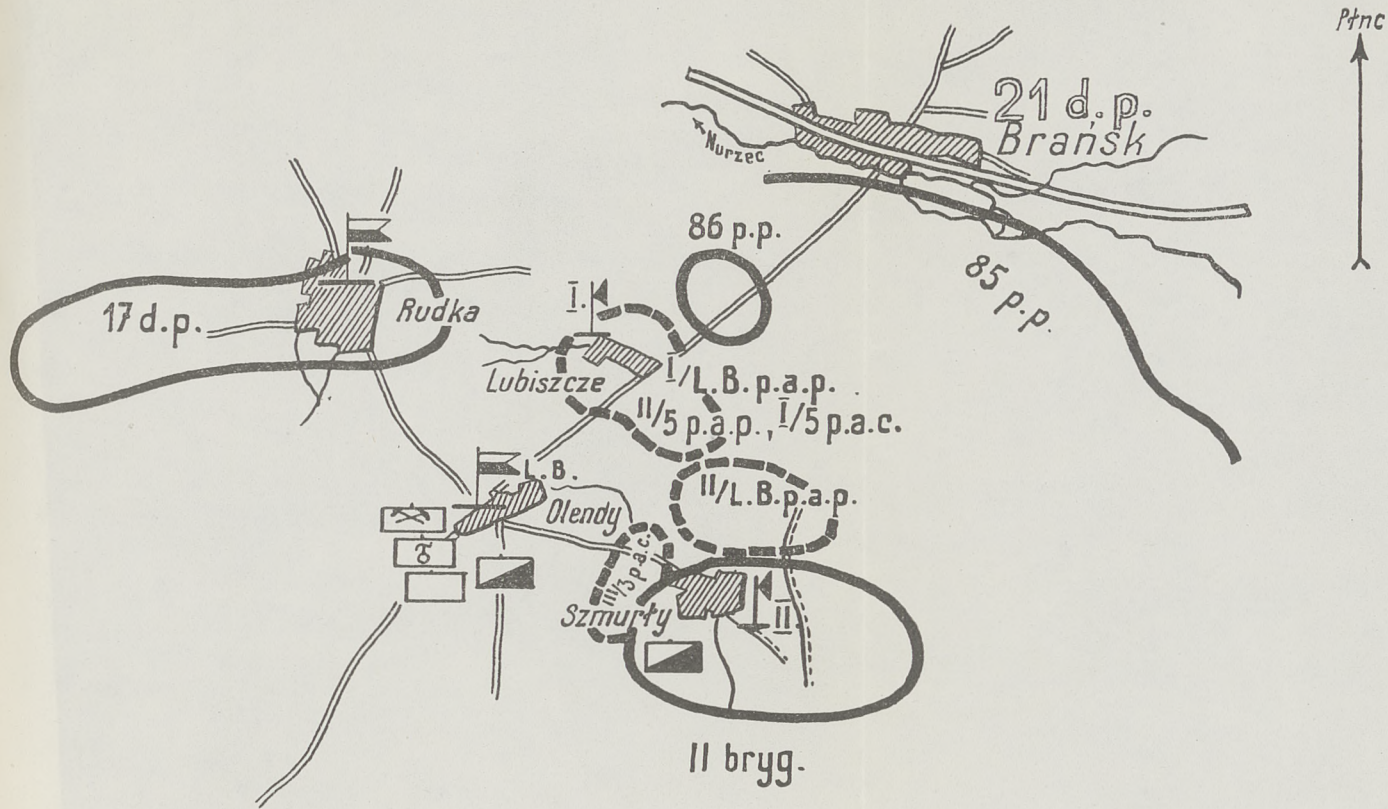 Płnc
21 d.p.
Brańsk
Nurzec
86 p.p.
85 p.p.
17 d.p.
Rudka
I.
Lubiszcze
I/L.B. p.a.p.
II/5 p.a.p., I/5 p.a.c.
L.B.
Olendy
II/L.B.p.a.p.
III/3 p.a.c.
Szmurły
II.
II bryg.